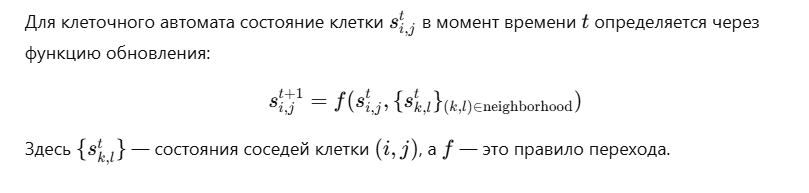 Для клеточного автомата состояние клетки $s_{i,j}^{t}$ в момент времени $t$ определяется через
функцию обновления:
$s_{i,j}^{t+1} = f(s_{i,j}^{t}, \{s_{k,l}^{t}\}_{(k,l)\in \text{neighborhood}})$
Здесь $\{s_{k,l}^{t}\}$ — состояния соседей клетки $(i, j)$, а $f$ — это правило перехода.